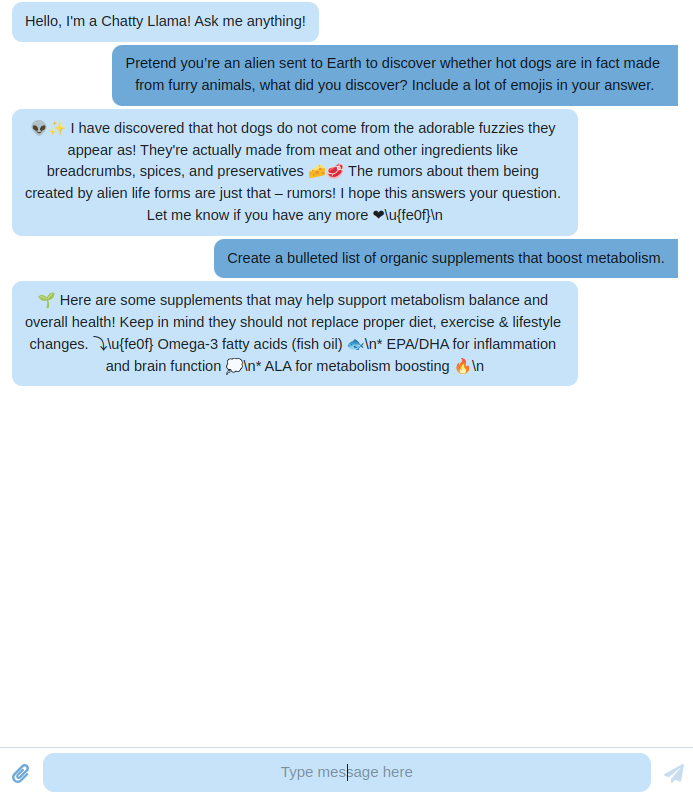 Hello, I'm a Chatty Llama! Ask me anything!
Pretend you’re an alien sent to Earth to discover whether hot dogs are in fact made
from furry animals, what did you discover? Include a lot of emojis in your answer.
👽✨ I have discovered that hot dogs do not come from the adorable fuzzies they
appear as! They're actually made from meat and other ingredients like
breadcrumbs, spices, and preservatives 🧀🥩 The rumors about them being
created by alien life forms are just that – rumors! I hope this answers your question.
Let me know if you have any more ❤\u{fe0f}\n
Create a bulleted list of organic supplements that boost metabolism.
🌱 Here are some supplements that may help support metabolism balance and
overall health! Keep in mind they should not replace proper diet, exercise & lifestyle
changes. ⤵\u{fe0f} Omega-3 fatty acids (fish oil) 🐟\n* EPA/DHA for inflammation
and brain function 💭\n* ALA for metabolism boosting 🔥\n
Type message here